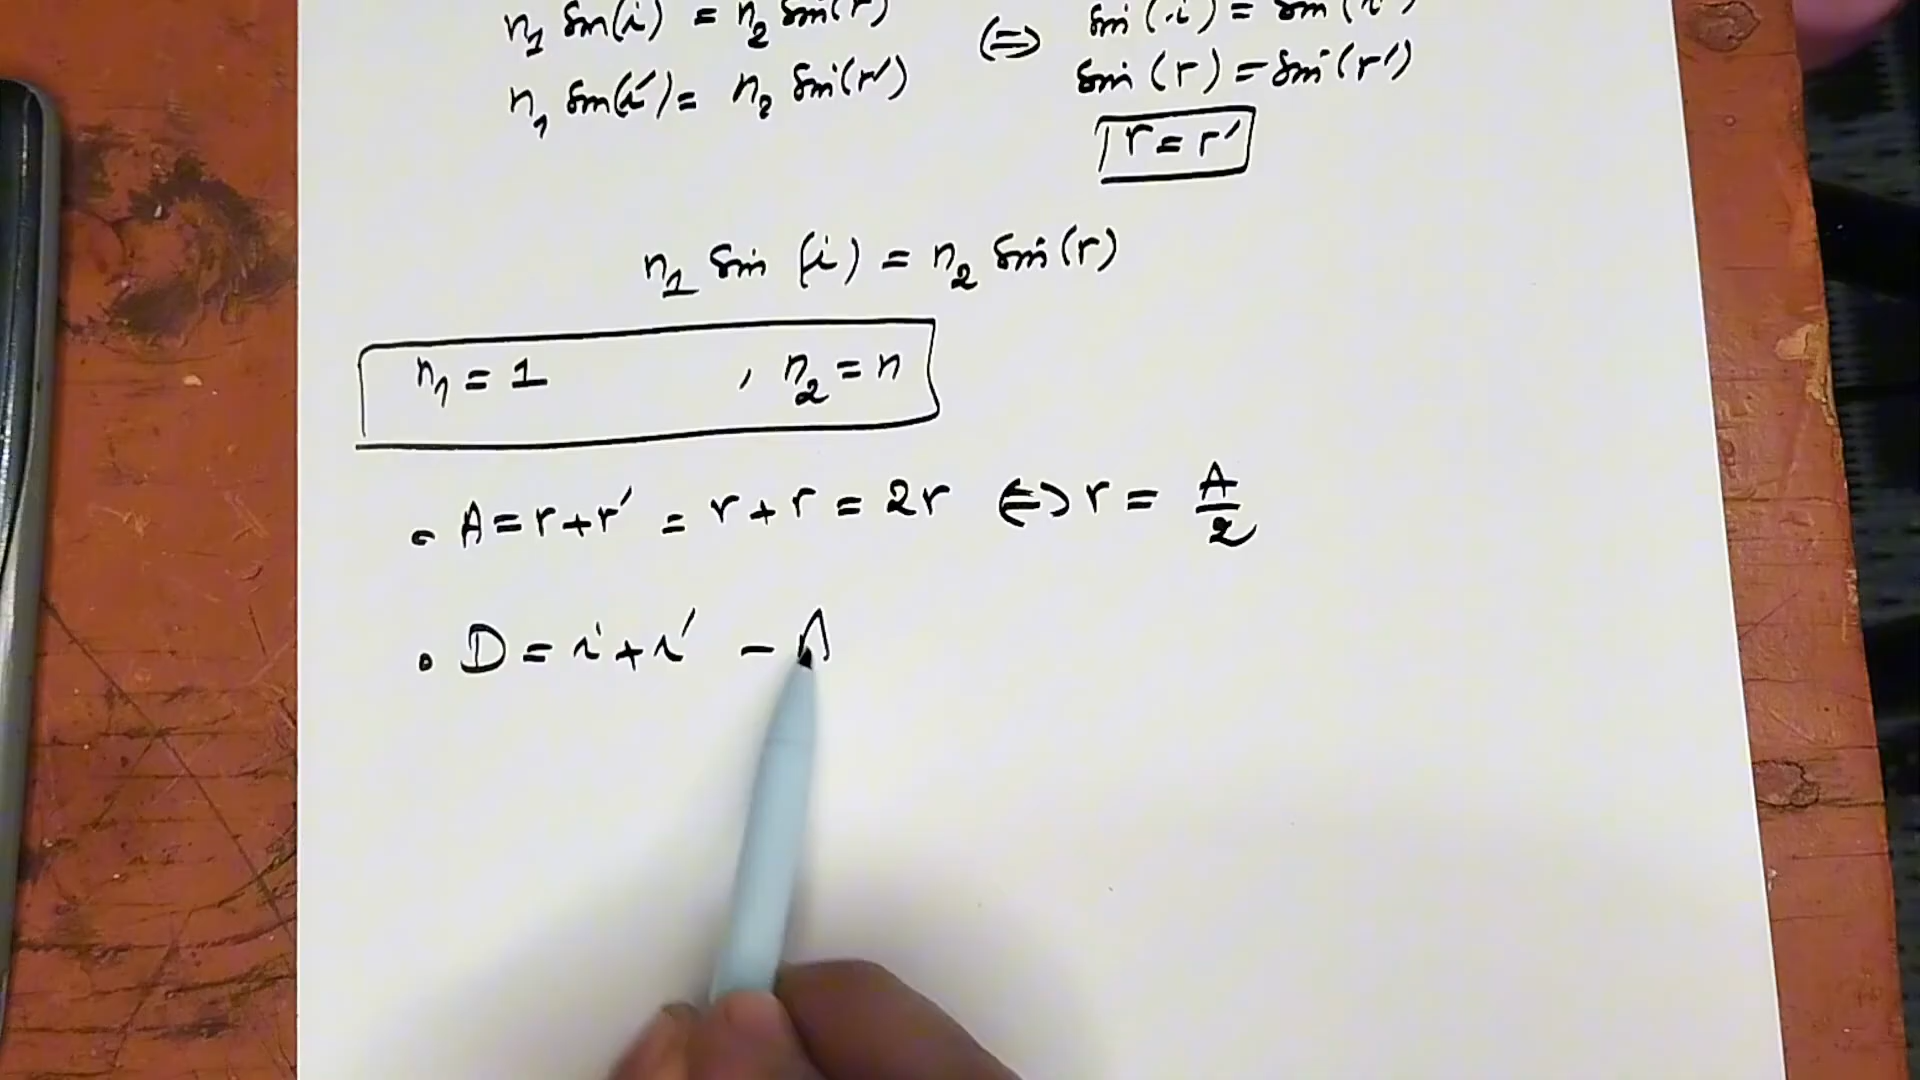 n₁ sin(i) = n₂ sin(r) ⇔ sin(i) = sin(i')
n₁ sin(i') = n₂ sin(r') sin(r) = sin(r')
r = r'
n₁ sin(i) = n₂ sin(r)
n₁ = 1 , n₂ = n
• A = r + r' = r + r = 2r ⇔ r = A/2
• D = i + i' - A